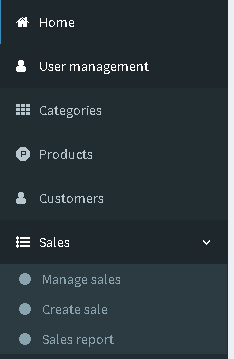 Home
User management
Categories
Products
Customers
Sales
Manage sales
Create sale
Sales report